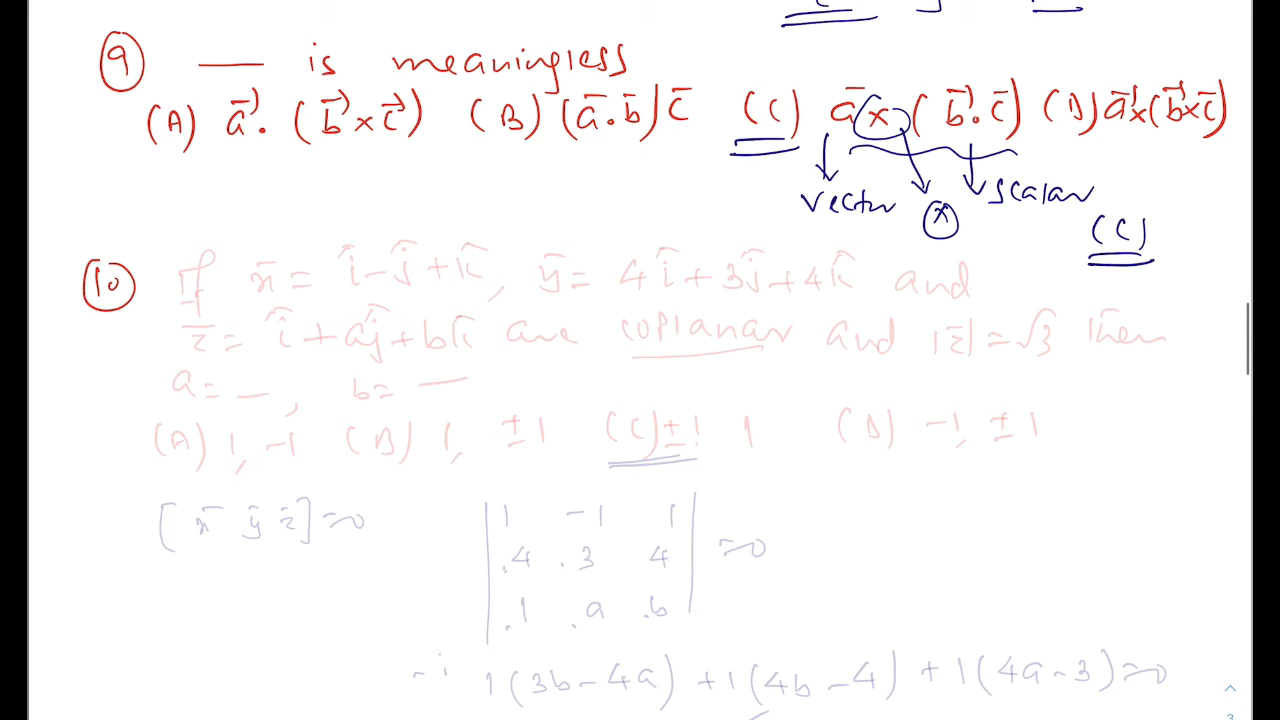 (9) ___ is meaningless
(A) a⃗ . (b⃗ × c⃗) (B) (a̅ . b̅) c̅ (C) a̅ × (b⃗ . c̅) (D) a⃗ × (b⃗ × c̅)
vector (×) scalar
(C)
(10) If x̅ = î - ĵ + k̂, y̅ = 4î + 3ĵ + 4k̂ and
z̅ = î + aĵ + bk̂ are coplanar and |z̅| = √3 then
a = __, b = __
(A) 1, -1 (B) 1, ±1 (C) ±1 1 (D) -1, ±1
[x̅ y̅ z̅] = 0
| 1 -1 1 |
| 4 3 4 | = 0
| 1 a b |
1(3b - 4a) + 1(4b - 4) + 1(4a - 3) = 0
3